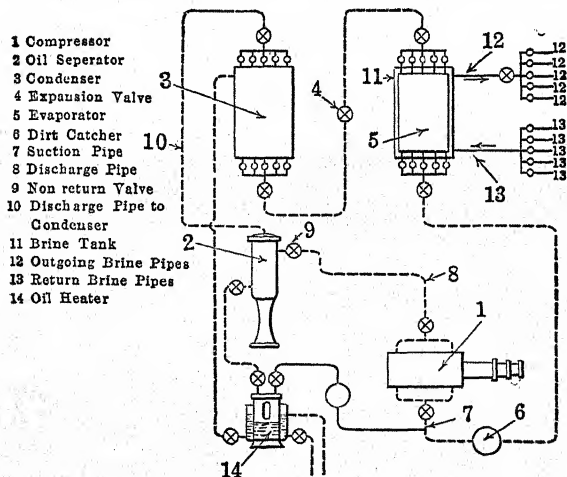 1 Compressor
2 Oil Seperator
3 Condenser
4 Expansion Valve
5 Evaporator
6 Dirt Catcher
7 Suction Pipe
8 Discharge Pipe
9 Non return Valve
10 Discharge Pipe to
Condenser
11 Brine Tank
12 Outgoing Brine Pipes
13 Return Brine Pipes
14 Oil Heater
12
12
12
12
12
12
11
3
4
5
10
13
13
13
13
13
13
9
2
8
1
7
6
14